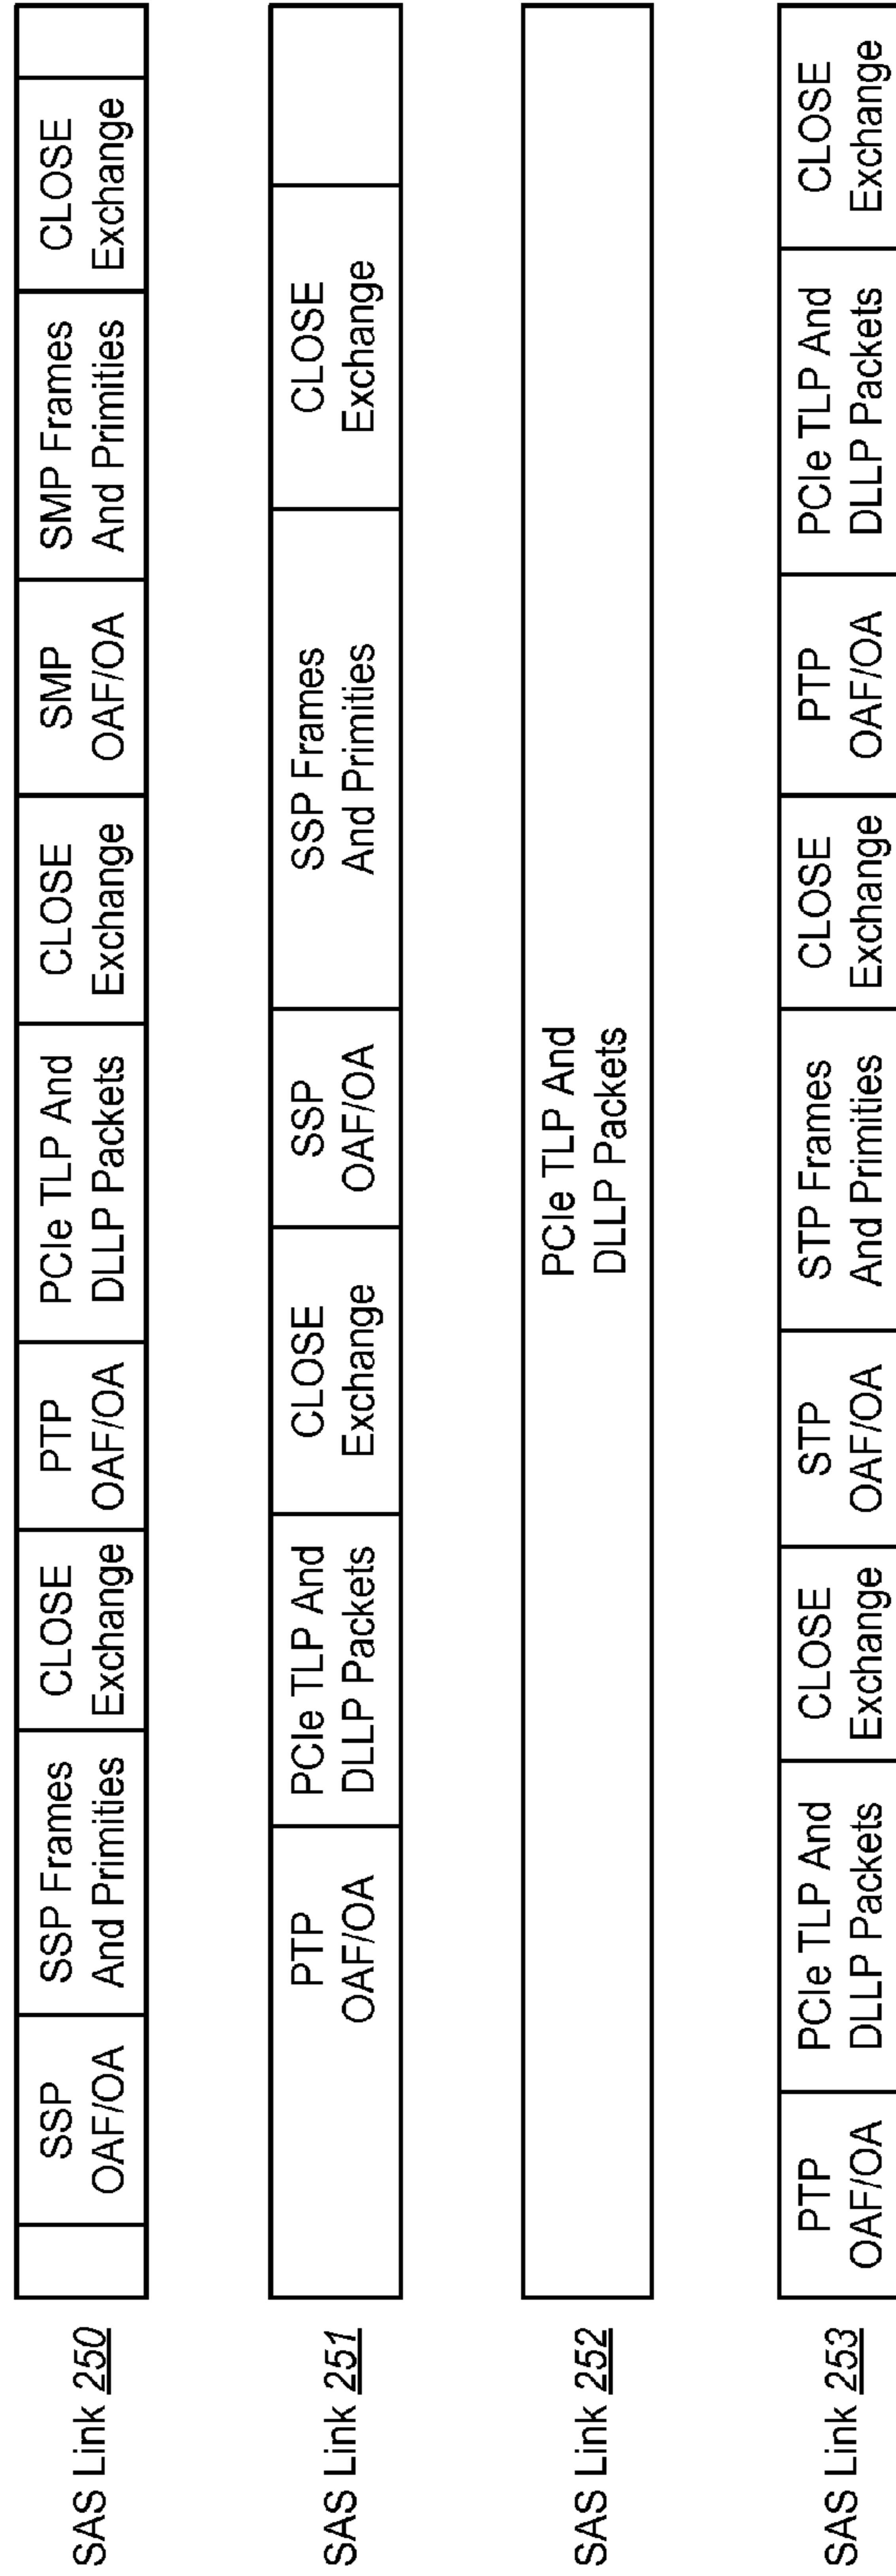 SAS Link 250
SSP
OAF/OA
SSP Frames
And Primities
CLOSE
Exchange
PTP
OAF/OA
PCIe TLP And
DLLP Packets
CLOSE
Exchange
SMP
OAF/OA
SMP Frames
And Primities
CLOSE
Exchange
SAS Link 251
PTP
OAF/OA
PCIe TLP And
DLLP Packets
CLOSE
Exchange
SSP
OAF/OA
SSP Frames
And Primities
CLOSE
Exchange
SAS Link 252
PCIe TLP And
DLLP Packets
SAS Link 253
PTP
OAF/OA
PCIe TLP And
DLLP Packets
CLOSE
Exchange
STP
OAF/OA
STP Frames
And Primities
CLOSE
Exchange
PTP
OAF/OA
PCIe TLP And
DLLP Packets
CLOSE
Exchange